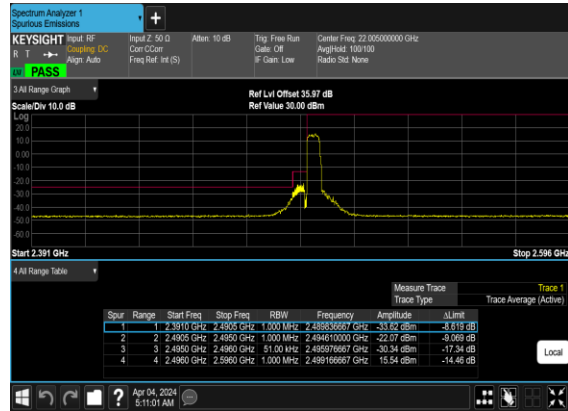 Spectrum Analyzer 1
Spurious Emissions
+
KEYSIGHT Input: RF Input Z: 50 Ω Atten: 10 dB Trig: Free Run Center Freq: 22.005000000 GHz
R T Coupling: DC Corr CCorr Gate: Off Avg|Hold: 100/100
Align: Auto Freq Ref: Int (S) IF Gain: Low Radio Std: None
PASS
3 All Range Graph
Ref Lvl Offset 35.97 dB
Scale/Div 10.0 dB Ref Value 30.00 dBm
Log
20.0
10.0
0.00
-10.0
-20.0
-30.0
-40.0
-50.0
-60.0
Start 2.391 GHz Stop 2.596 GHz
4 All Range Table
Measure Trace Trace 1
Trace Type Trace Average (Active)
Spur Range Start Freq Stop Freq RBW Frequency Amplitude ΔLimit
1 1 2.3910 GHz 2.4905 GHz 1.000 MHz 2.489836667 GHz -33.62 dBm -8.619 dB
2 2 2.4905 GHz 2.4950 GHz 1.000 MHz 2.494610000 GHz -22.07 dBm -9.069 dB
3 3 2.4950 GHz 2.4960 GHz 51.00 kHz 2.495976667 GHz -30.34 dBm -17.34 dB
4 4 2.4960 GHz 2.5960 GHz 1.000 MHz 2.499166667 GHz 15.54 dBm -14.46 dB
Local
? Apr 04, 2024
5:11:01 AM